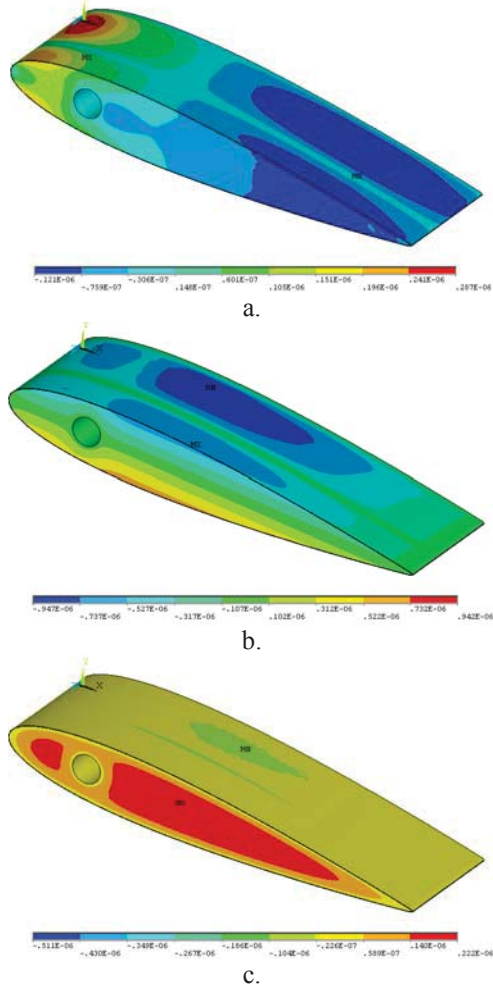 MX
MN
-.121E-06 -.306E-07 .601E-07 .151E-06 .241E-06
-.759E-07 .148E-07 .105E-06 .196E-06 .287E-06
a.
X
MN
MX
-.947E-06 -.527E-06 -.107E-06 .312E-06 .732E-06
-.737E-06 -.317E-06 .102E-06 .522E-06 .942E-06
b.
X
MN
MX
-.511E-06 -.349E-06 -.186E-06 -.226E-07 .140E-06
-.430E-06 -.267E-06 -.104E-06 .589E-07 .222E-06
c.